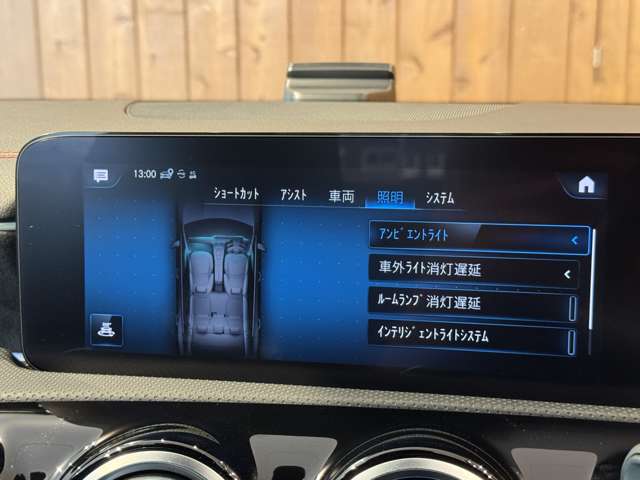 13:00
ショートカット アシスト 車両 照明 システム
アンビエントライト
車外ライト消灯遅延
ルームランプ消灯遅延
インテリジェントライトシステム